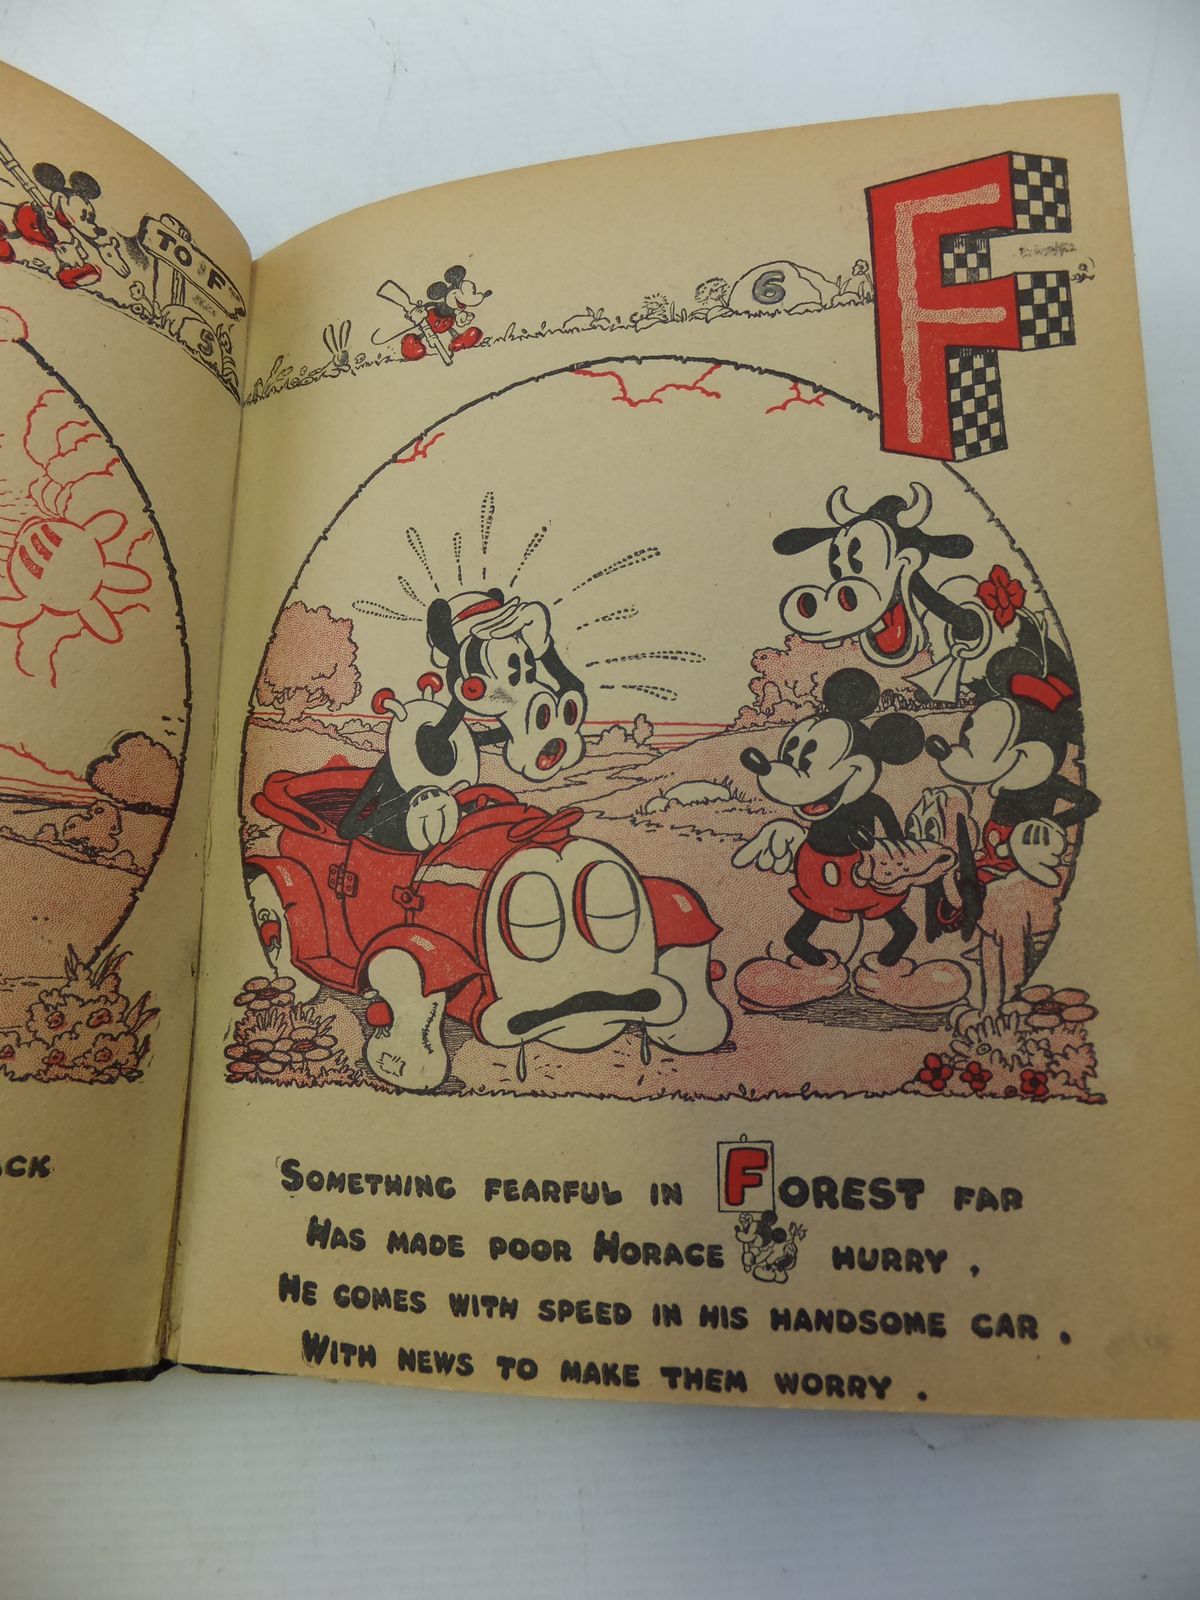 TO F
5
6
F
ACK
SOMETHING FEARFUL IN FOREST FAR
HAS MADE POOR HORACE HURRY,
HE COMES WITH SPEED IN HIS HANDSOME CAR.
WITH NEWS TO MAKE THEM WORRY.